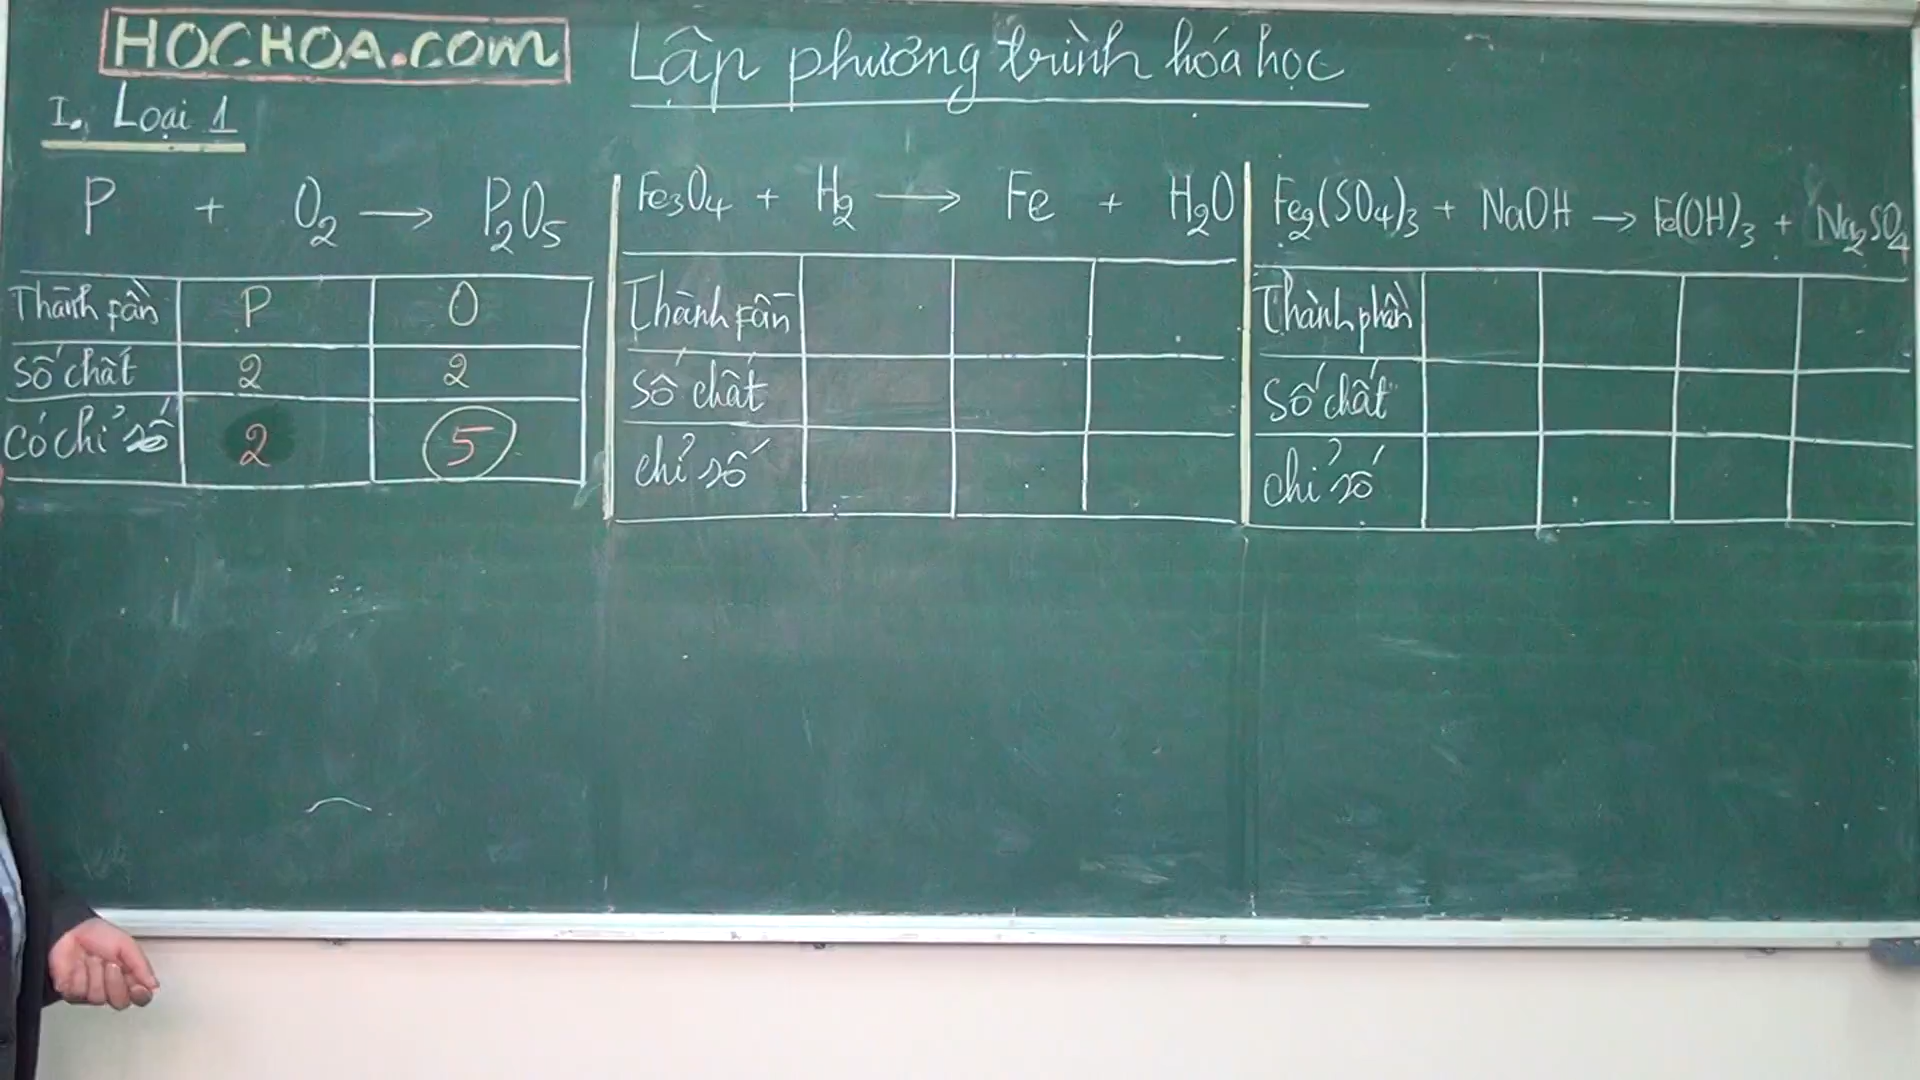 HOCHOA.com
Lập phương trình hóa học
I. Loại 1
P + O₂ → P₂O₅
Thành fần P O
Số chất 2 2
Có chỉ số 2 5
Fe₃O₄ + H₂ → Fe + H₂O
Thành fần
Số chất
chỉ số
Fe₂(SO₄)₃ + NaOH → Fe(OH)₃ + Na₂SO₄
Thành phần
Số chất
chỉ số